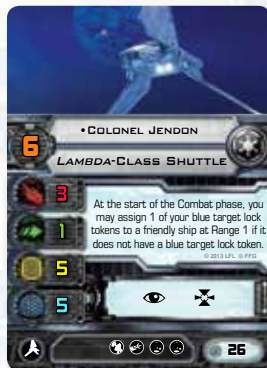 •Colonel Jendon
6
Lambda-Class Shuttle
3
At the start of the Combat phase, you
may assign 1 of your blue target lock
tokens to a friendly ship at Range 1 if it
does not have a blue target lock token.
© 2013 LFL © FFG
1
5
5
26